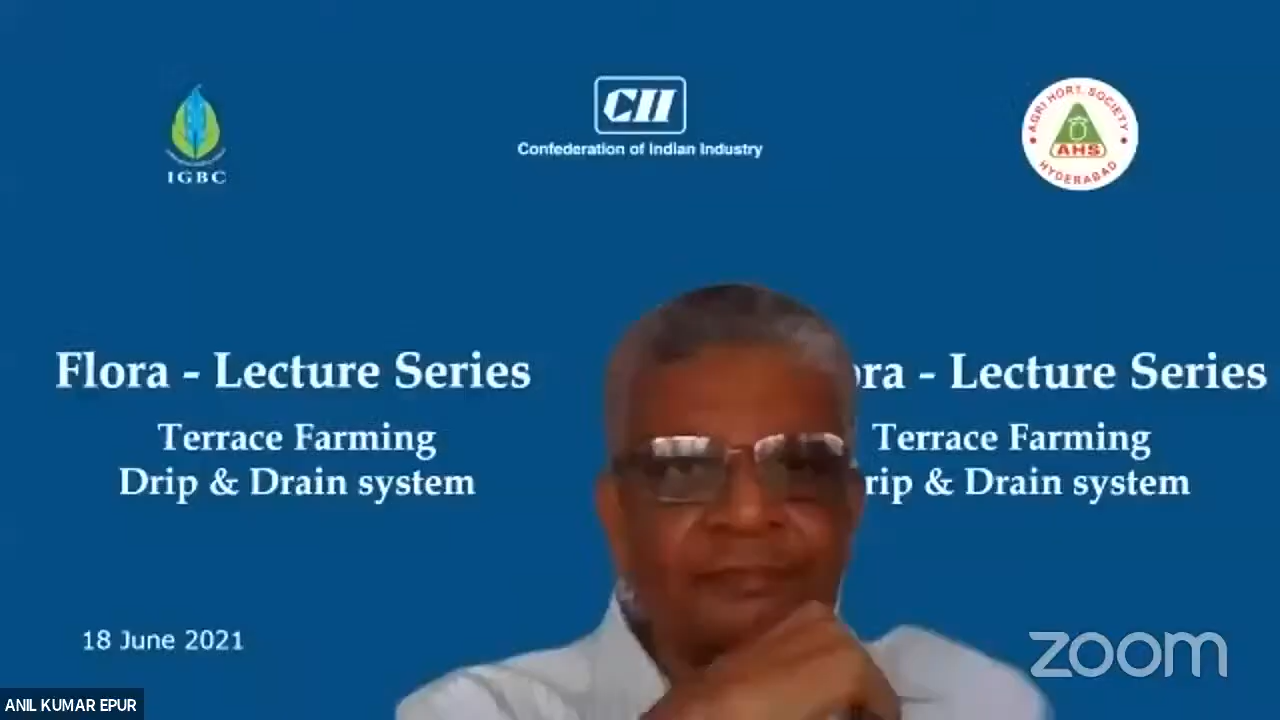 IGBC
CII
Confederation of Indian Industry
AGRI HORT. SOCIETY
AHS
HYDERABAD
Flora - Lecture Series
Terrace Farming
Drip & Drain system
ora - Lecture Series
Terrace Farming
rip & Drain system
18 June 2021
zoom
ANIL KUMAR EPUR